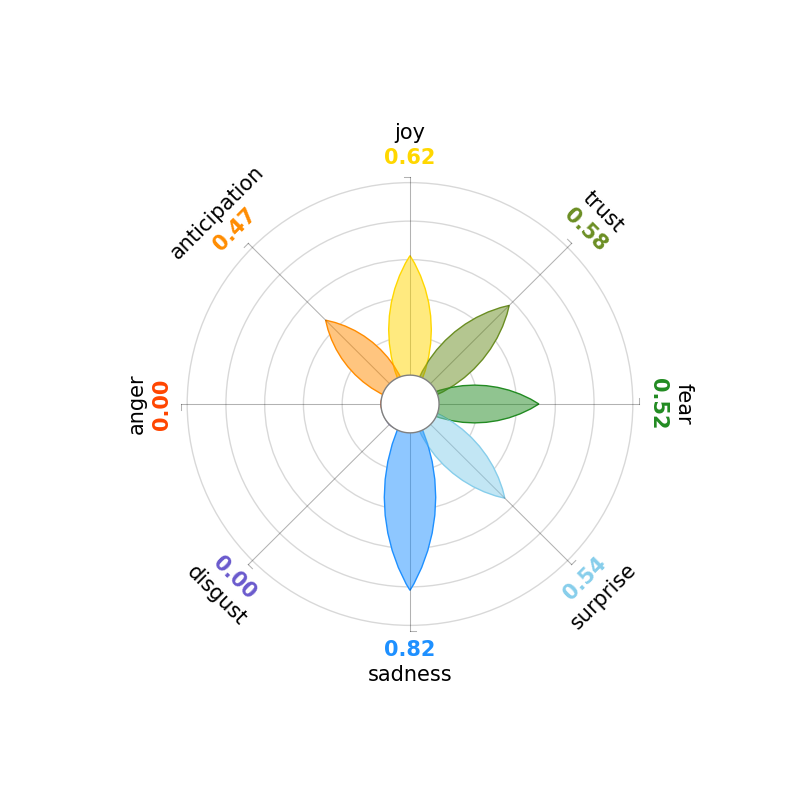 joy
0.62
trust
0.58
fear
0.52
surprise
0.54
0.82
sadness
0.00
disgust
anger
0.00
anticipation
0.47